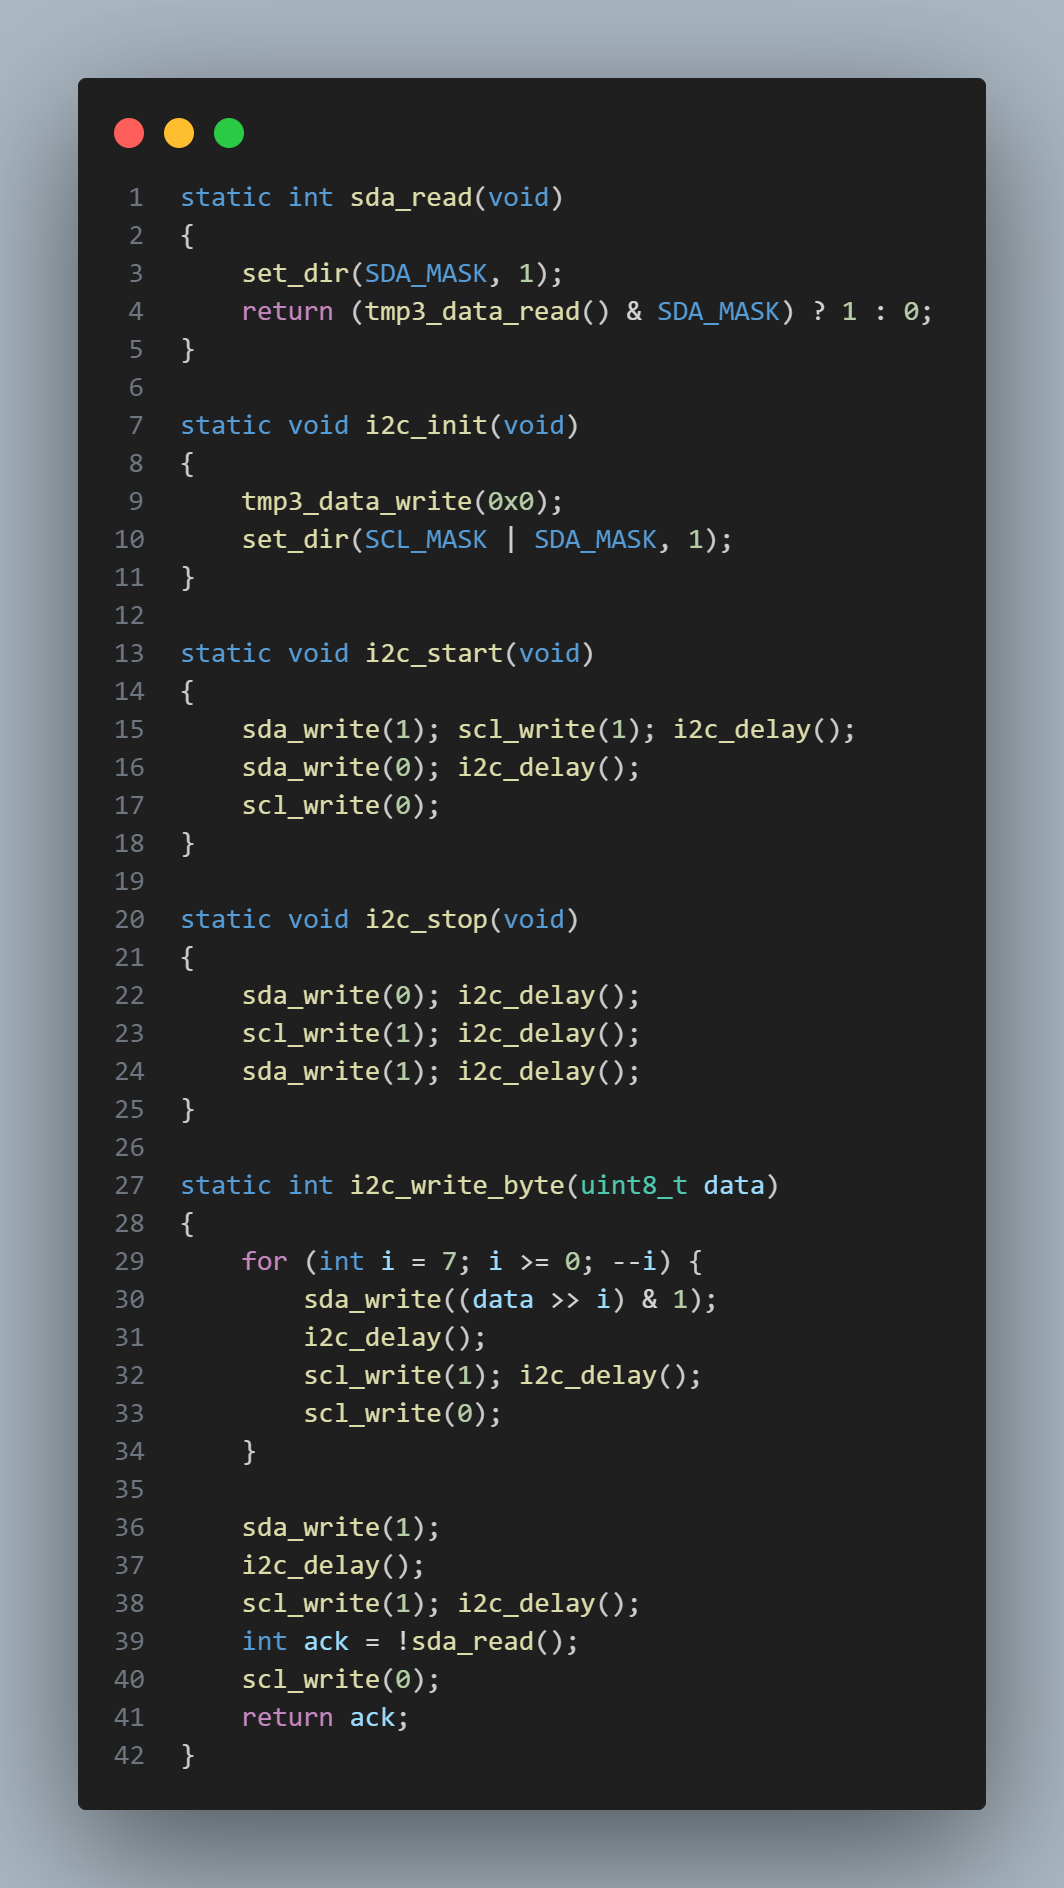 1 static int sda_read(void)
2 {
3     set_dir(SDA_MASK, 1);
4     return (tmp3_data_read() & SDA_MASK) ? 1 : 0;
5 }
6
7 static void i2c_init(void)
8 {
9     tmp3_data_write(0x0);
10     set_dir(SCL_MASK | SDA_MASK, 1);
11 }
12
13 static void i2c_start(void)
14 {
15     sda_write(1); scl_write(1); i2c_delay();
16     sda_write(0); i2c_delay();
17     scl_write(0);
18 }
19
20 static void i2c_stop(void)
21 {
22     sda_write(0); i2c_delay();
23     scl_write(1); i2c_delay();
24     sda_write(1); i2c_delay();
25 }
26
27 static int i2c_write_byte(uint8_t data)
28 {
29     for (int i = 7; i >= 0; --i) {
30         sda_write((data >> i) & 1);
31         i2c_delay();
32         scl_write(1); i2c_delay();
33         scl_write(0);
34     }
35
36     sda_write(1);
37     i2c_delay();
38     scl_write(1); i2c_delay();
39     int ack = !sda_read();
40     scl_write(0);
41     return ack;
42 }